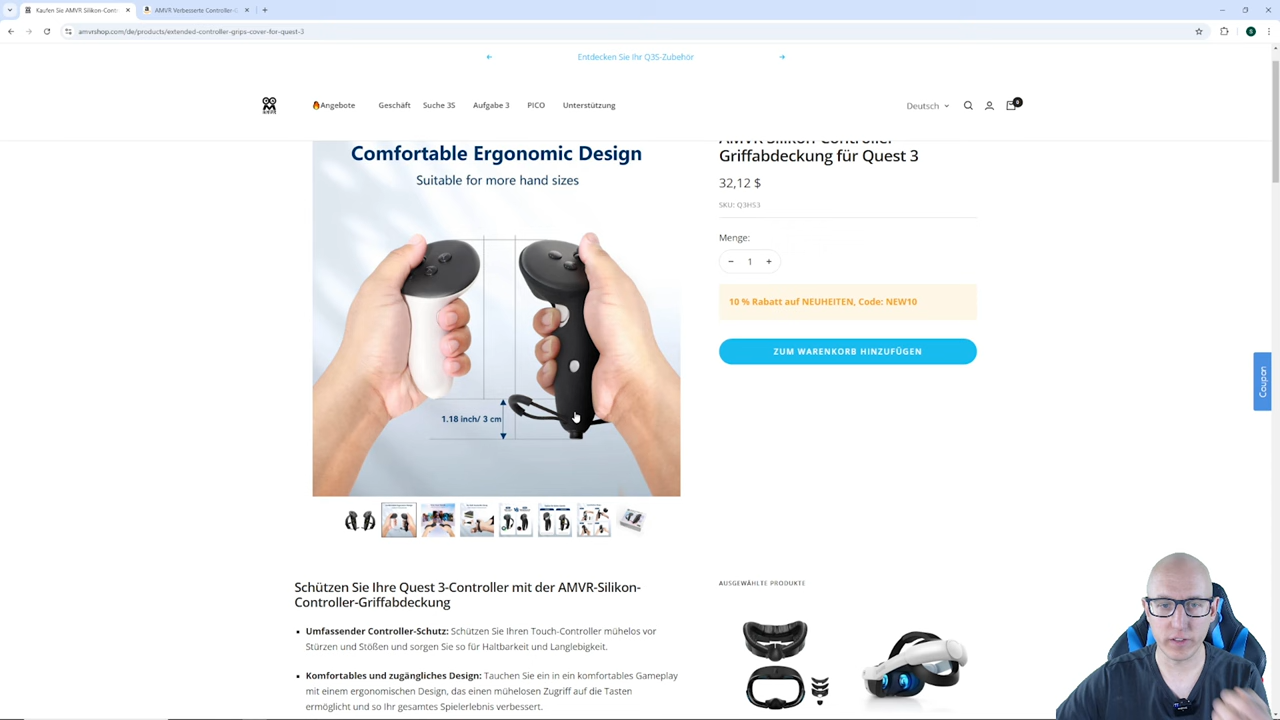 Kaufen Sie AMVR Silikon-Cont
AMVR Verbesserte Controller-G
amvrshop.com/de/products/extended-controller-grips-cover-for-quest-3
Entdecken Sie Ihr Q3S-Zubehör
Angebote
Geschäft
Suche 3S
Aufgabe 3
PICO
Unterstützung
Deutsch
AMVR Silikon-Controller-
Griffabdeckung für Quest 3
32,12 $
SKU: Q3HS3
Menge:
1
10 % Rabatt auf NEUHEITEN, Code: NEW10
ZUM WARENKORB HINZUFÜGEN
Coupon
Comfortable Ergonomic Design
Suitable for more hand sizes
1.18 inch/ 3 cm
Schützen Sie Ihre Quest 3-Controller mit der AMVR-Silikon-
Controller-Griffabdeckung
Umfassender Controller-Schutz: Schützen Sie Ihren Touch-Controller mühelos vor
Stürzen und Stößen und sorgen Sie so für Haltbarkeit und Langlebigkeit.
Komfortables und zugängliches Design: Tauchen Sie ein in ein komfortables Gameplay
mit einem ergonomischen Design, das einen mühelosen Zugriff auf die Tasten
ermöglicht und so Ihr gesamtes Spielerlebnis verbessert.
AUSGEWÄHLTE PRODUKTE